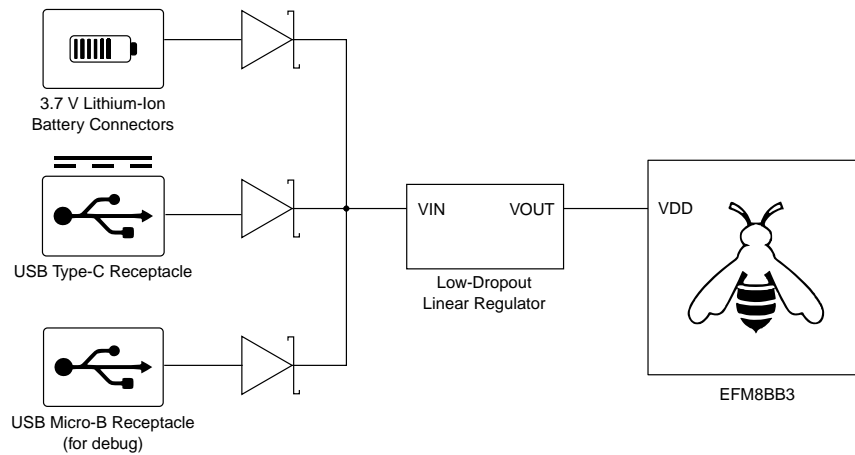 3.7 V Lithium-Ion
Battery Connectors
USB Type-C Receptacle
USB Micro-B Receptacle
(for debug)
VIN
VOUT
Low-Dropout
Linear Regulator
VDD
EFM8BB3